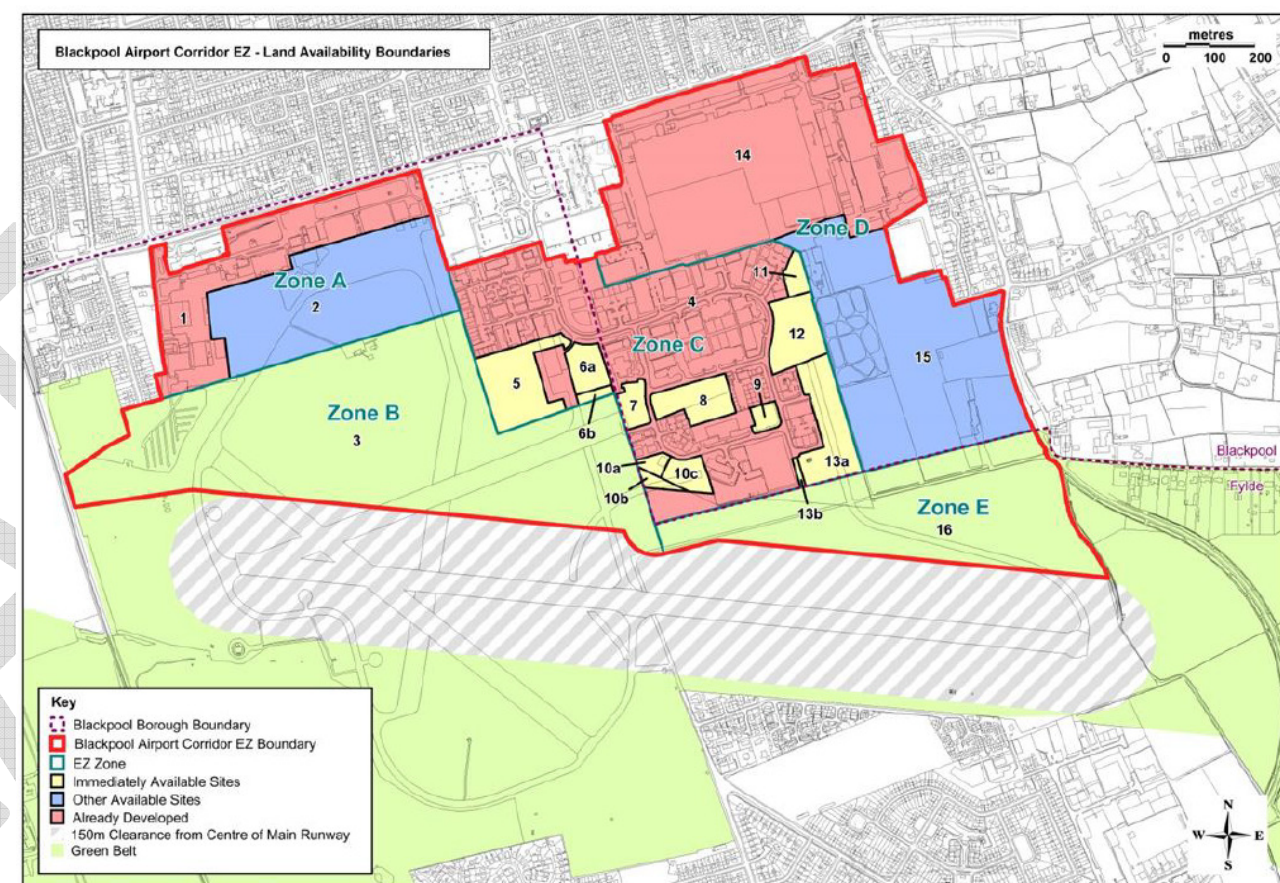 Blackpool Airport Corridor EZ - Land Availability Boundaries
metres
0 100 200
14
Zone D
Zone A
2
1
11
4
12
Zone C
15
5
6a
9
7
8
Zone B
3
6b
Blackpool
10a
10c
13a
Fylde
10b
13b
Zone E
16
Key
Blackpool Borough Boundary
Blackpool Airport Corridor EZ Boundary
EZ Zone
Immediately Available Sites
Other Available Sites
Already Developed
150m Clearance from Centre of Main Runway
Green Belt
N
W E
S